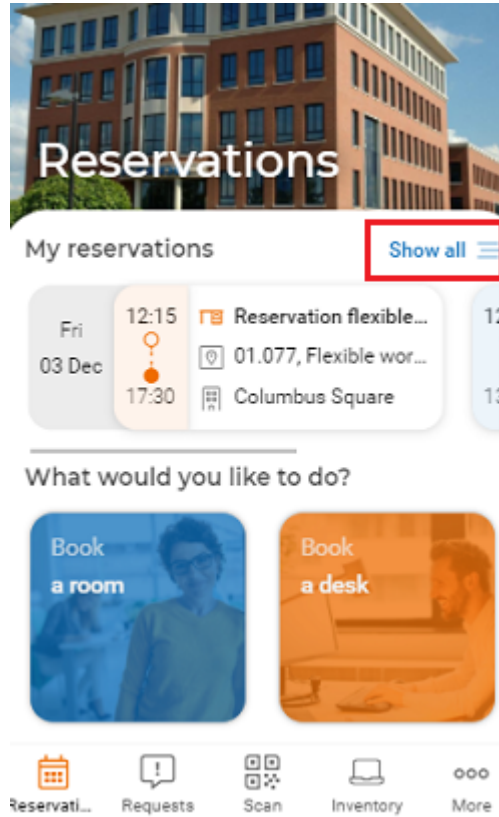 Reservations
My reservations
Show all
Fri
03 Dec
12:15
17:30
Reservation flexible...
01.077, Flexible wor...
Columbus Square
What would you like to do?
Book
a room
Book
a desk
Reservati...
Requests
Scan
Inventory
More